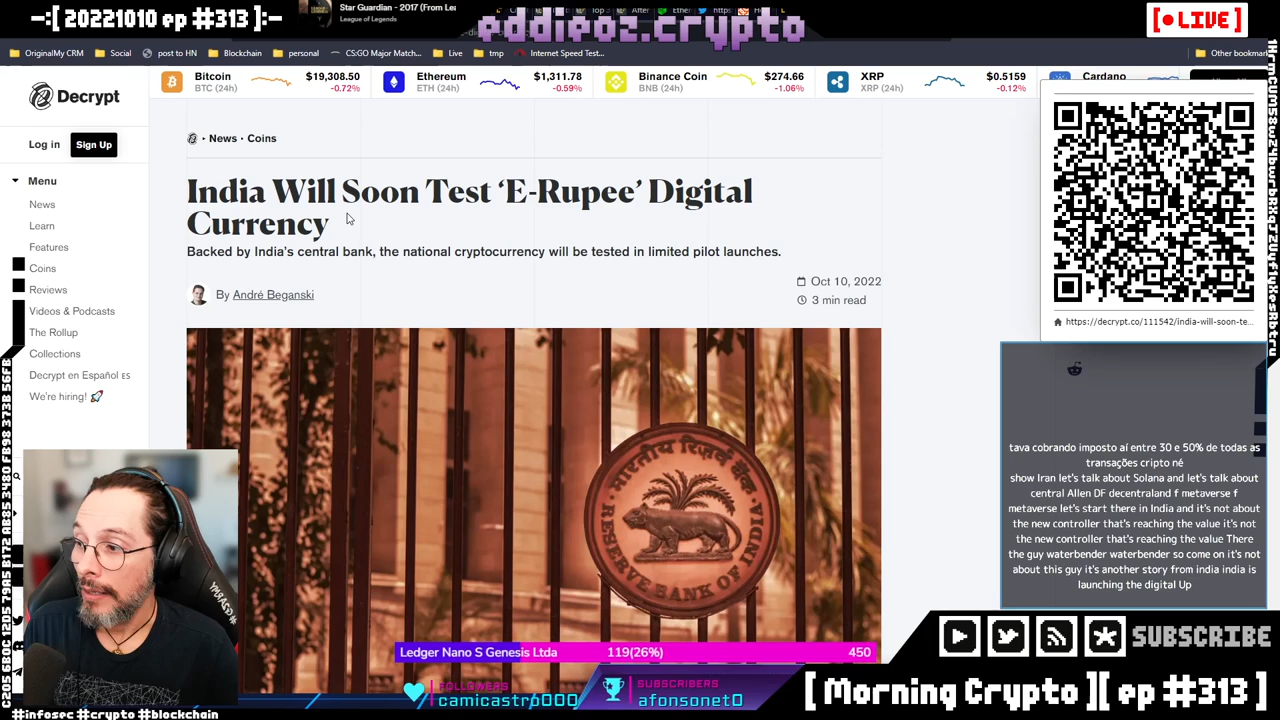 -:[ 20221010 ep #313 ]:-
Star Guardian - 2017 (From Lea
League of Legends
eddieoz.crypto
[ • LIVE ]
OriginalMy CRM
Social
post to HN
Blockchain
personal
CS:GO Major Match...
Live
tmp
Internet Speed Test...
Other bookmar
Decrypt
Bitcoin $19,308.50
BTC (24h) -0.72%
Ethereum $1,311.78
ETH (24h) -0.59%
Binance Coin $274.66
BNB (24h) -1.06%
XRP $0.5159
XRP (24h) -0.12%
Cardano
Log in
Sign Up
News · Coins
Menu
News
Learn
Features
Coins
Reviews
Videos & Podcasts
The Rollup
Collections
Decrypt en Español ES
We're hiring! 🚀
India Will Soon Test ‘E-Rupee’ Digital
Currency
Backed by India’s central bank, the national cryptocurrency will be tested in limited pilot launches.
By André Beganski
Oct 10, 2022
3 min read
भारतीय रिज़र्व बैंक
RESERVE BANK OF INDIA
https://decrypt.co/111542/india-will-soon-te...
tava cobrando imposto aí entre 30 e 50% de todas as
transações cripto né
show Iran let's talk about Solana and let's talk about
central Allen DF decentraland f metaverse f
metaverse let's start there in India and it's not about
the new controller that's reaching the value it's not
the new controller that's reaching the value There
the guy waterbender waterbender so come on it's not
about this guy it's another story from india india is
launching the digital Up
Ledger Nano S Genesis Ltda 119(26%) 450
FOLLOWERS
camicastrp000
SUBSCRIBERS
afonsonet0
SUBSCRIBE
[ Morning Crypto ][ ep #313 ]
#infosec #crypto #blockchain